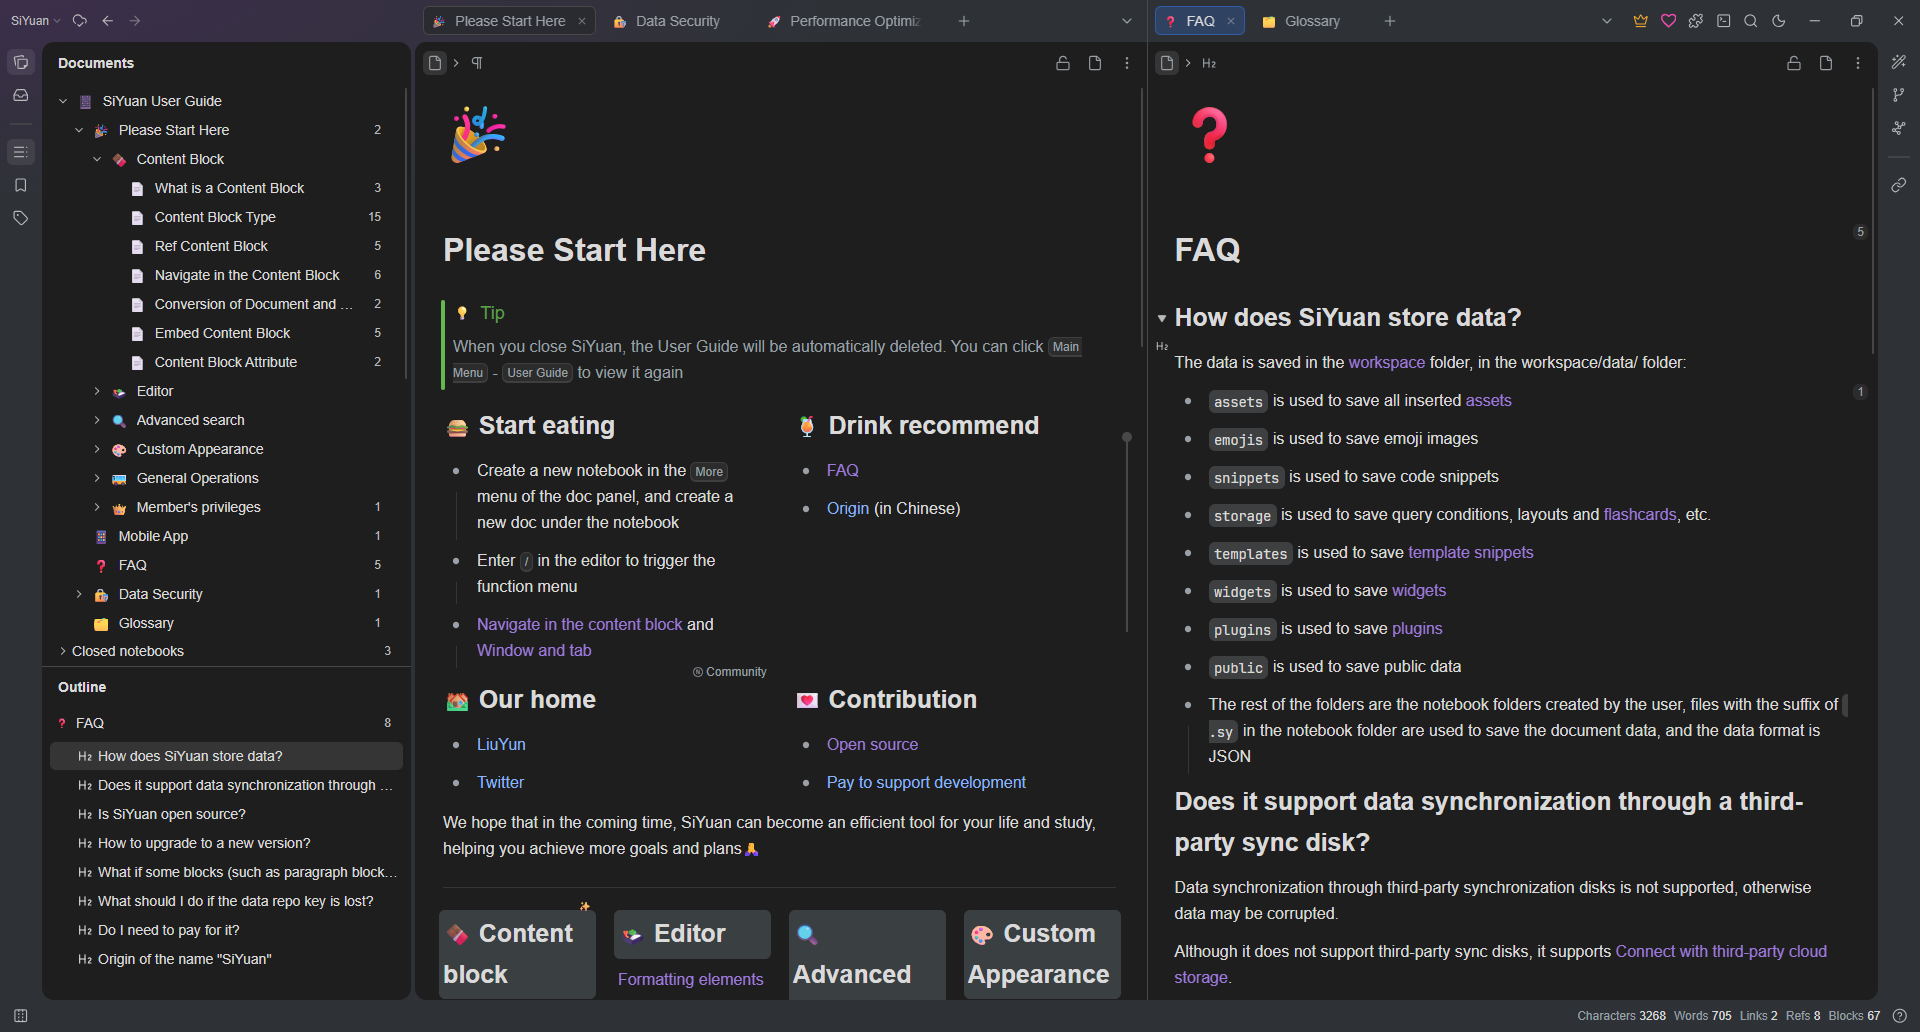 SiYuan
Please Start Here
Data Security
Performance Optimiz
FAQ
Glossary
Documents
SiYuan User Guide
Please Start Here 2
Content Block
What is a Content Block 3
Content Block Type 15
Ref Content Block 5
Navigate in the Content Block 6
Conversion of Document and ... 2
Embed Content Block 5
Content Block Attribute 2
Editor
Advanced search
Custom Appearance
General Operations
Member's privileges 1
Mobile App 1
FAQ 5
Data Security 1
Glossary 1
Closed notebooks 3
Outline
FAQ 8
H2 How does SiYuan store data?
H2 Does it support data synchronization through ...
H2 Is SiYuan open source?
H2 How to upgrade to a new version?
H2 What if some blocks (such as paragraph block...
H2 What should I do if the data repo key is lost?
H2 Do I need to pay for it?
H2 Origin of the name "SiYuan"
Please Start Here
Tip
When you close SiYuan, the User Guide will be automatically deleted. You can click Main
Menu - User Guide to view it again
Start eating
Create a new notebook in the More
menu of the doc panel, and create a
new doc under the notebook
Enter / in the editor to trigger the
function menu
Navigate in the content block and
Window and tab
Drink recommend
FAQ
Origin (in Chinese)
Community
Our home
LiuYun
Twitter
Contribution
Open source
Pay to support development
We hope that in the coming time, SiYuan can become an efficient tool for your life and study,
helping you achieve more goals and plans
Content
block
Editor
Formatting elements
Advanced
Custom
Appearance
H2
FAQ
5
How does SiYuan store data?
H2
The data is saved in the workspace folder, in the workspace/data/ folder:
assets is used to save all inserted assets
1
emojis is used to save emoji images
snippets is used to save code snippets
storage is used to save query conditions, layouts and flashcards, etc.
templates is used to save template snippets
widgets is used to save widgets
plugins is used to save plugins
public is used to save public data
The rest of the folders are the notebook folders created by the user, files with the suffix of
.sy in the notebook folder are used to save the document data, and the data format is
JSON
Does it support data synchronization through a third-
party sync disk?
Data synchronization through third-party synchronization disks is not supported, otherwise
data may be corrupted.
Although it does not support third-party sync disks, it supports Connect with third-party cloud
storage.
Characters 3268 Words 705 Links 2 Refs 8 Blocks 67